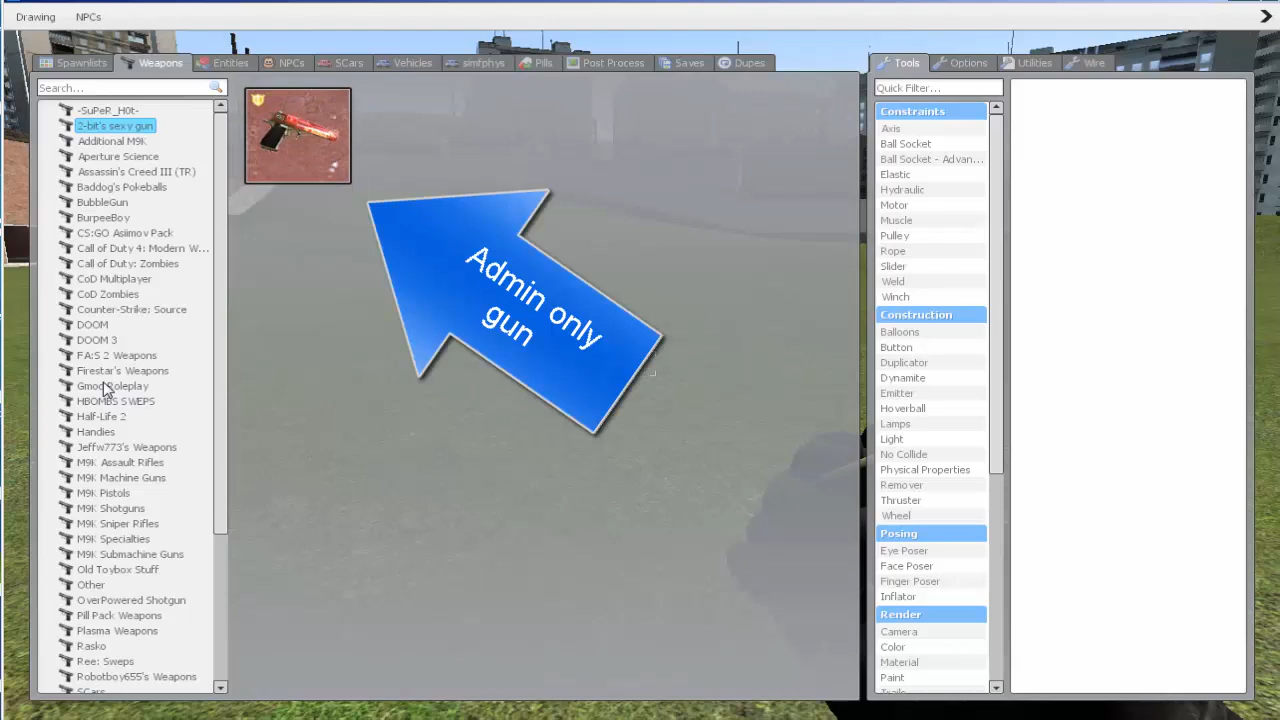 Drawing NPCs
Spawnlists Weapons Entities NPCs SCars Vehicles simfphys Pills Post Process Saves Dupes
Tools Options Utilities Wire
Search...
-SuPeR_H0t-
2-bit's sexy gun
Additional M9K
Aperture Science
Assassin's Creed III (TR)
Baddog's Pokeballs
BubbleGun
BurpeeBoy
CS:GO Asiimov Pack
Call of Duty 4: Modern W...
Call of Duty: Zombies
CoD Multiplayer
CoD Zombies
Counter-Strike: Source
DOOM
DOOM 3
FA:S 2 Weapons
Firestar's Weapons
Gmod Roleplay
HBOMBS SWEPS
Half-Life 2
Handies
Jeffw773's Weapons
M9K Assault Rifles
M9K Machine Guns
M9K Pistols
M9K Shotguns
M9K Sniper Rifles
M9K Specialties
M9K Submachine Guns
Old Toybox Stuff
Other
OverPowered Shotgun
Pill Pack Weapons
Plasma Weapons
Rasko
Ree: Sweps
Robotboy655's Weapons
SCars
Admin only
gun
Quick Filter...
Constraints
Axis
Ball Socket
Ball Socket - Advan...
Elastic
Hydraulic
Motor
Muscle
Pulley
Rope
Slider
Weld
Winch
Construction
Balloons
Button
Duplicator
Dynamite
Emitter
Hoverball
Lamps
Light
No Collide
Physical Properties
Remover
Thruster
Wheel
Posing
Eye Poser
Face Poser
Finger Poser
Inflator
Render
Camera
Color
Material
Paint
Trails